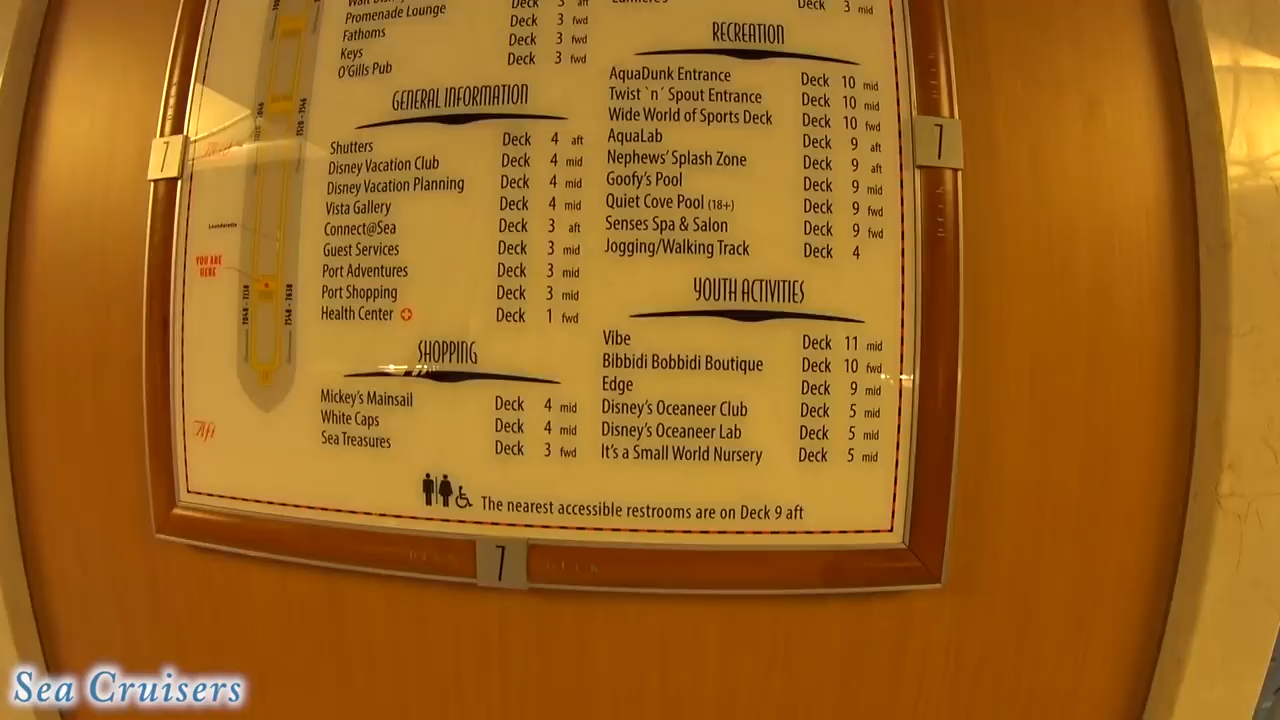 Promenade Lounge Deck 3 fwd
Fathoms Deck 3 fwd
Keys Deck 3 fwd
O'Gills Pub Deck 3 fwd
GENERAL INFORMATION
Shutters Deck 4 aft
Disney Vacation Club Deck 4 mid
Disney Vacation Planning Deck 4 mid
Vista Gallery Deck 4 mid
Connect@Sea Deck 3 aft
Guest Services Deck 3 mid
Port Adventures Deck 3 mid
Port Shopping Deck 3 mid
Health Center Deck 1 fwd
SHOPPING
Mickey's Mainsail Deck 4 mid
White Caps Deck 4 mid
Sea Treasures Deck 3 fwd
Deck 3 mid
RECREATION
AquaDunk Entrance Deck 10 mid
Twist `n´ Spout Entrance Deck 10 mid
Wide World of Sports Deck Deck 10 fwd
AquaLab Deck 9 aft
Nephews' Splash Zone Deck 9 aft
Goofy's Pool Deck 9 mid
Quiet Cove Pool (18+) Deck 9 fwd
Senses Spa & Salon Deck 9 fwd
Jogging/Walking Track Deck 4
YOUTH ACTIVITIES
Vibe Deck 11 mid
Bibbidi Bobbidi Boutique Deck 10 fwd
Edge Deck 9 mid
Disney's Oceaneer Club Deck 5 mid
Disney's Oceaneer Lab Deck 5 mid
It's a Small World Nursery Deck 5 mid
The nearest accessible restrooms are on Deck 9 aft
YOU ARE
HERE
Aft
7
7
DECK 7 DECK
Sea Cruisers